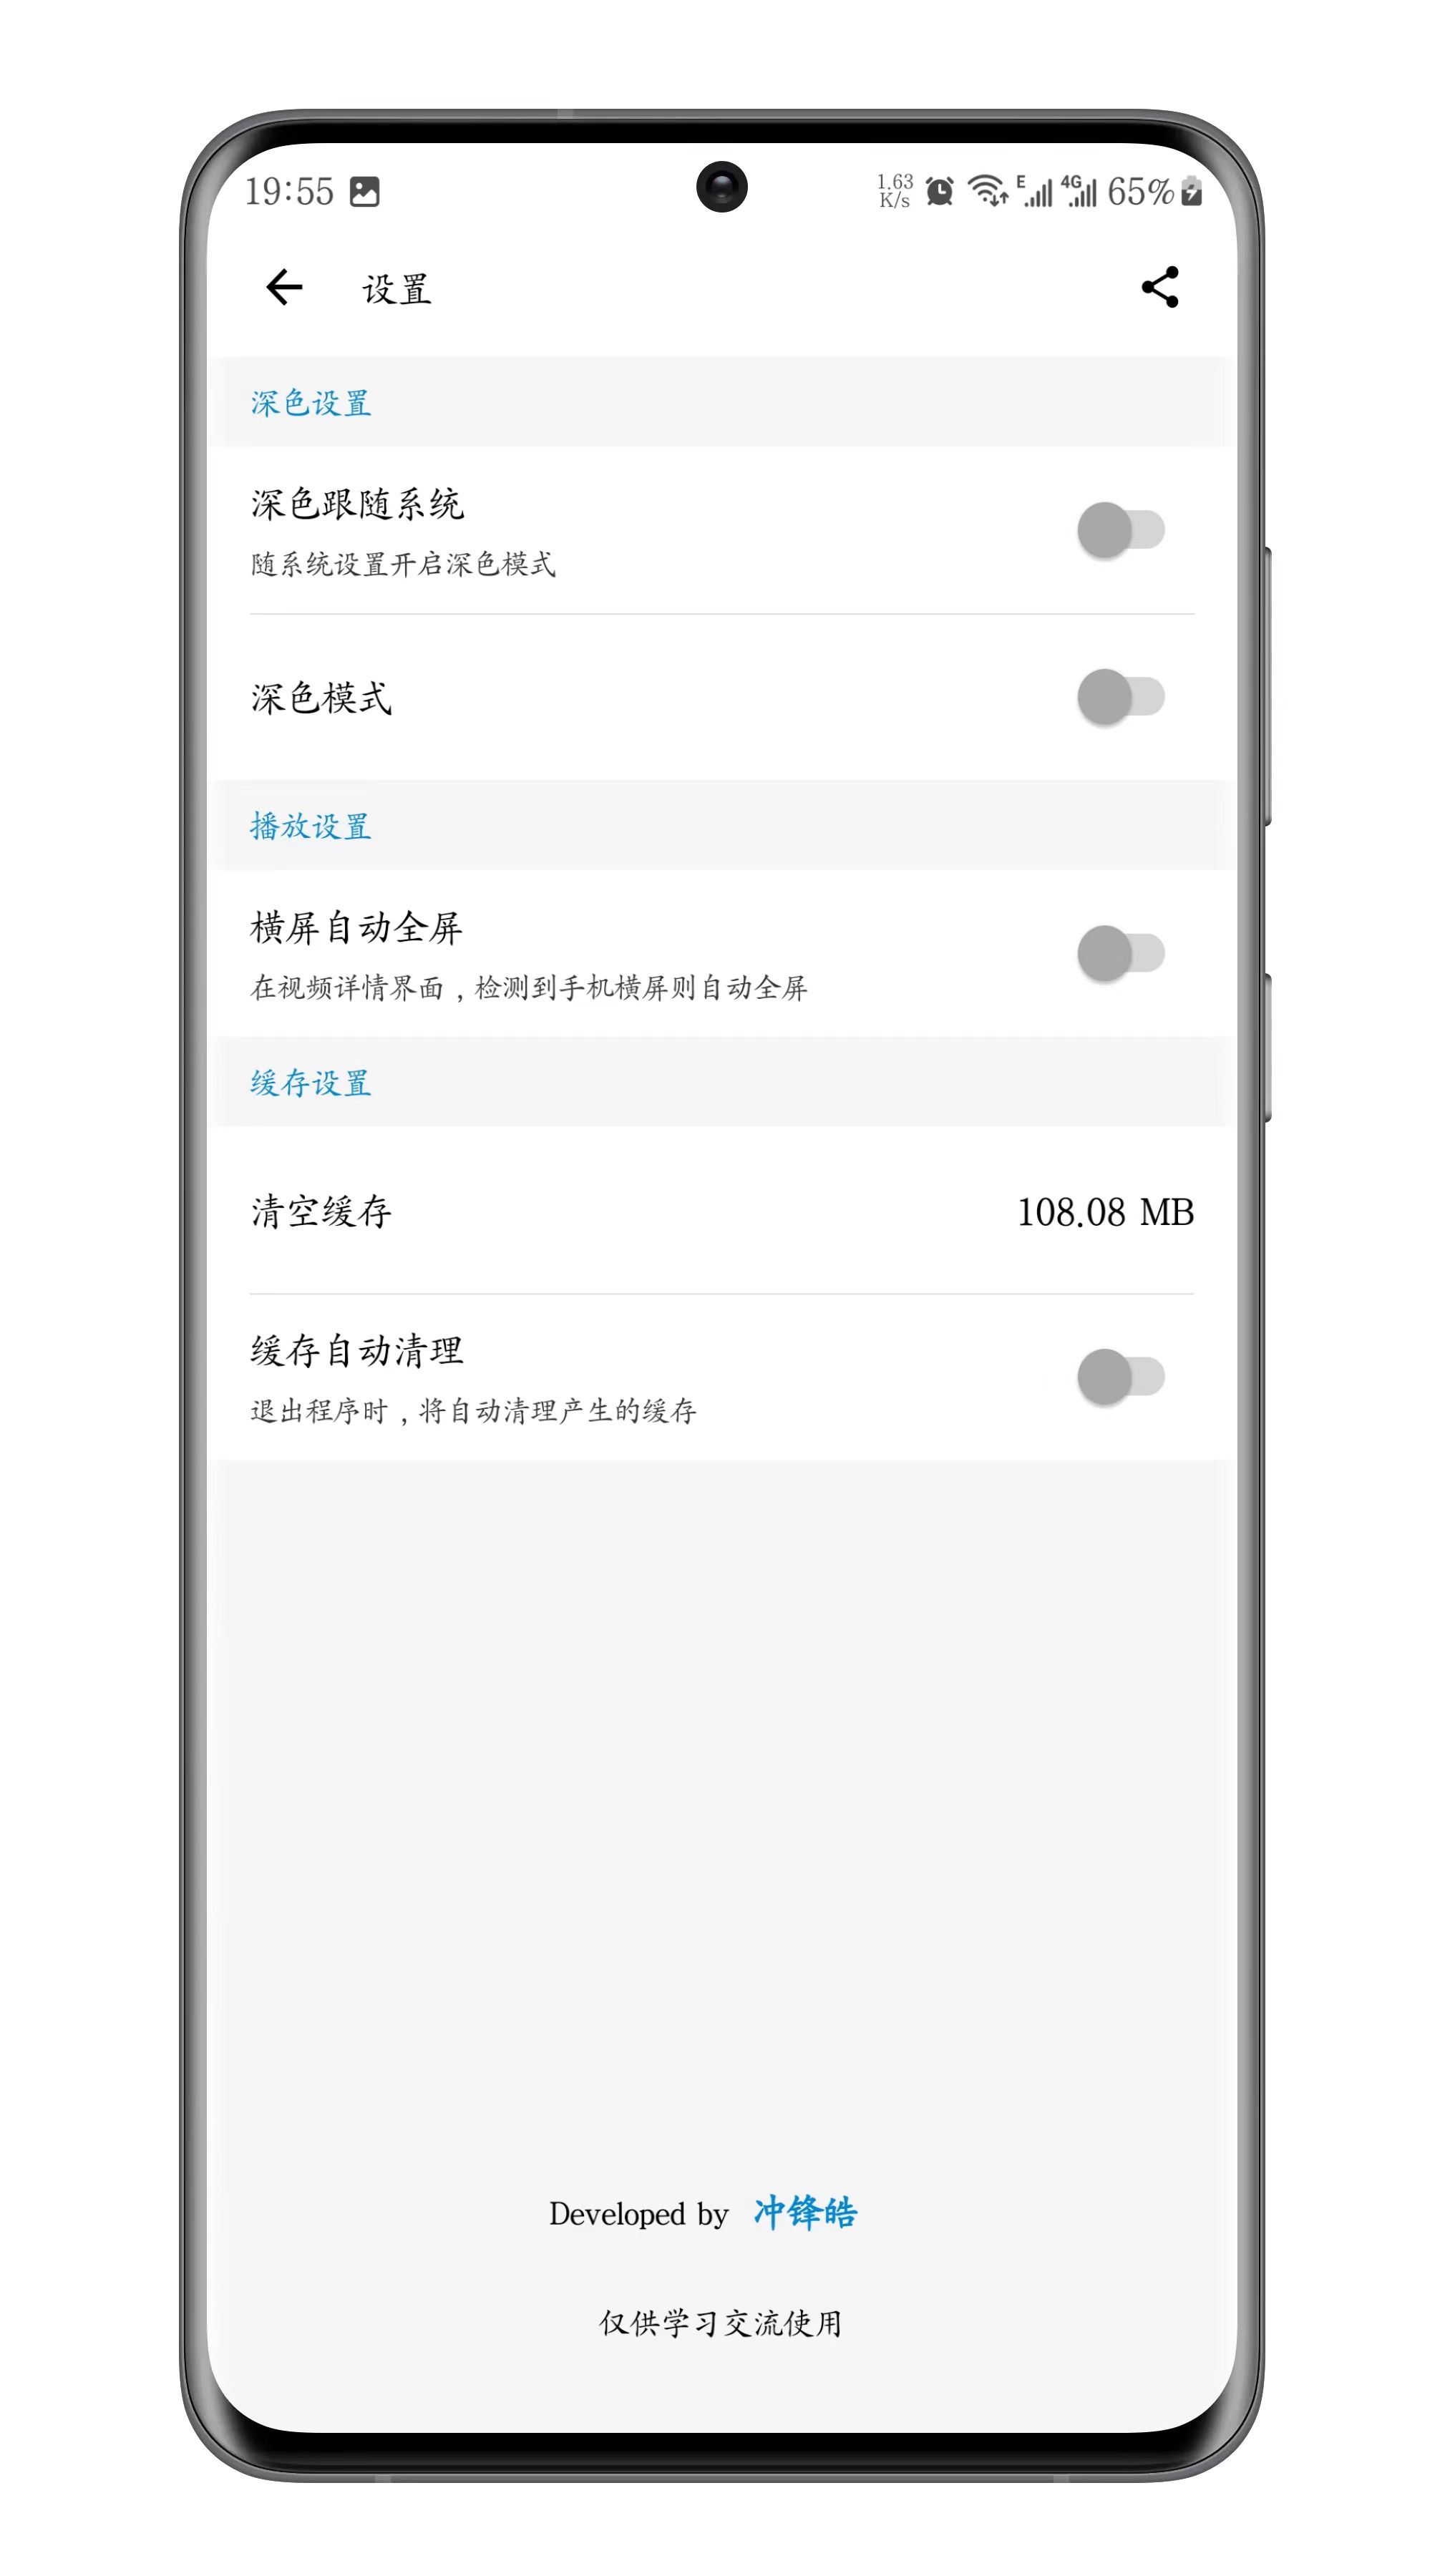 19:55 1.63 K/s E 4G 65%
设置
深色设置
深色跟随系统
随系统设置开启深色模式
深色模式
播放设置
横屏自动全屏
在视频详情界面，检测到手机横屏则自动全屏
缓存设置
清空缓存 108.08 MB
缓存自动清理
退出程序时，将自动清理产生的缓存
Developed by 冲锋皓
仅供学习交流使用